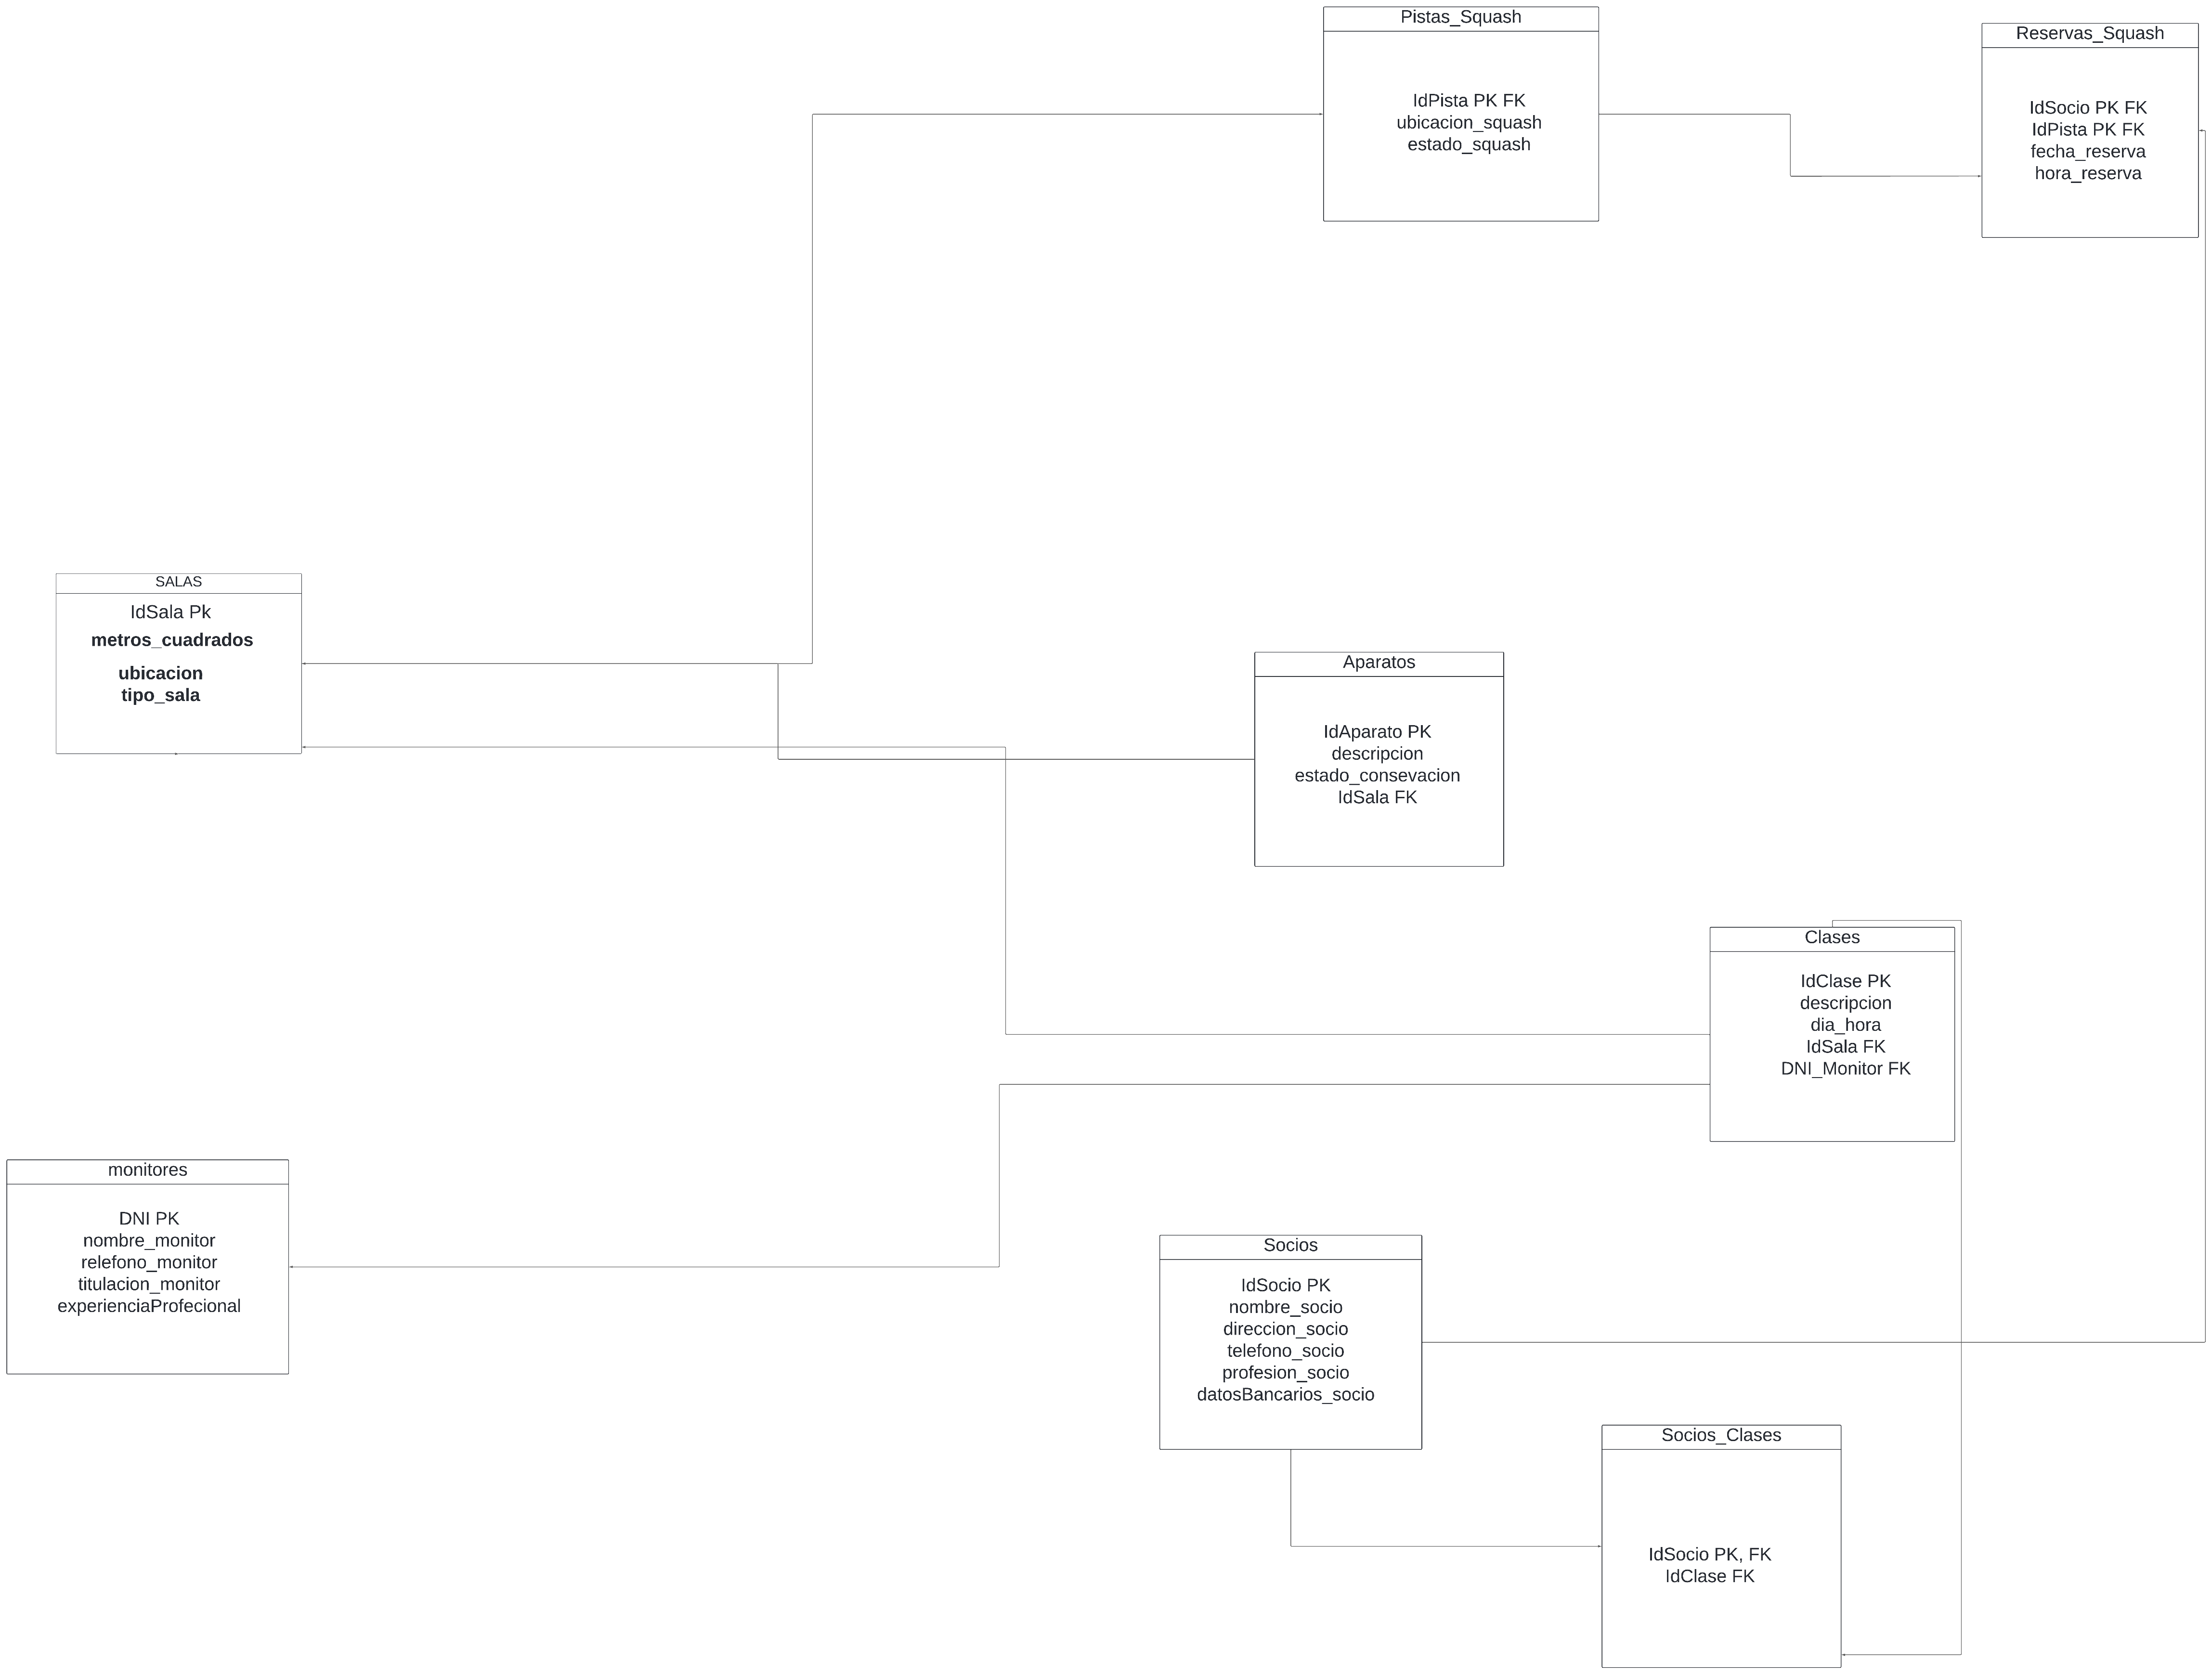 Pistas_Squash
IdPista PK FK
ubicacion_squash
estado_squash
Reservas_Squash
IdSocio PK FK
IdPista PK FK
fecha_reserva
hora_reserva
SALAS
IdSala Pk
metros_cuadrados
ubicacion
tipo_sala
Aparatos
IdAparato PK
descripcion
estado_consevacion
IdSala FK
Clases
IdClase PK
descripcion
dia_hora
IdSala FK
DNI_Monitor FK
monitores
DNI PK
nombre_monitor
relefono_monitor
titulacion_monitor
experienciaProfecional
Socios
IdSocio PK
nombre_socio
direccion_socio
telefono_socio
profesion_socio
datosBancarios_socio
Socios_Clases
IdSocio PK, FK
IdClase FK